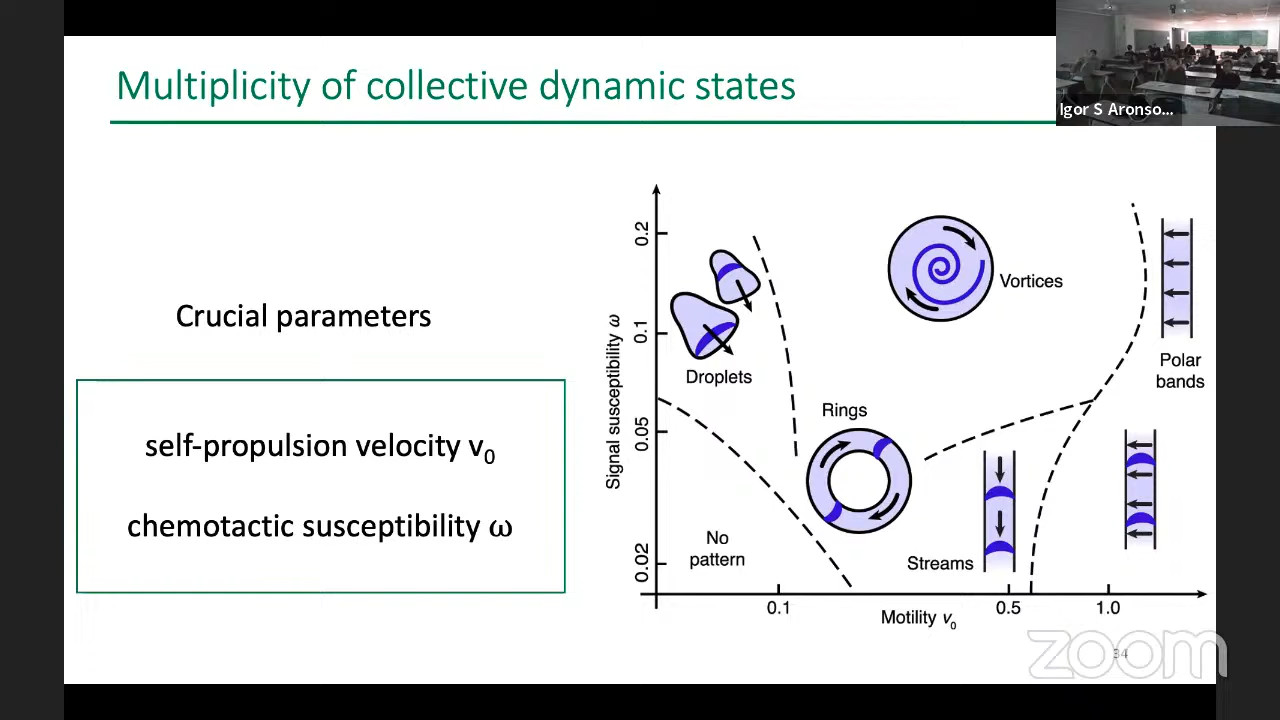 Multiplicity of collective dynamic states
Igor S Aronso...
Crucial parameters
self-propulsion velocity v₀
chemotactic susceptibility ω
Signal susceptibility ω
0.2
0.1
0.05
0.02
Droplets
Vortices
Polar
bands
Rings
No
pattern
Streams
0.1
0.5
1.0
Motility v₀
34
zoom